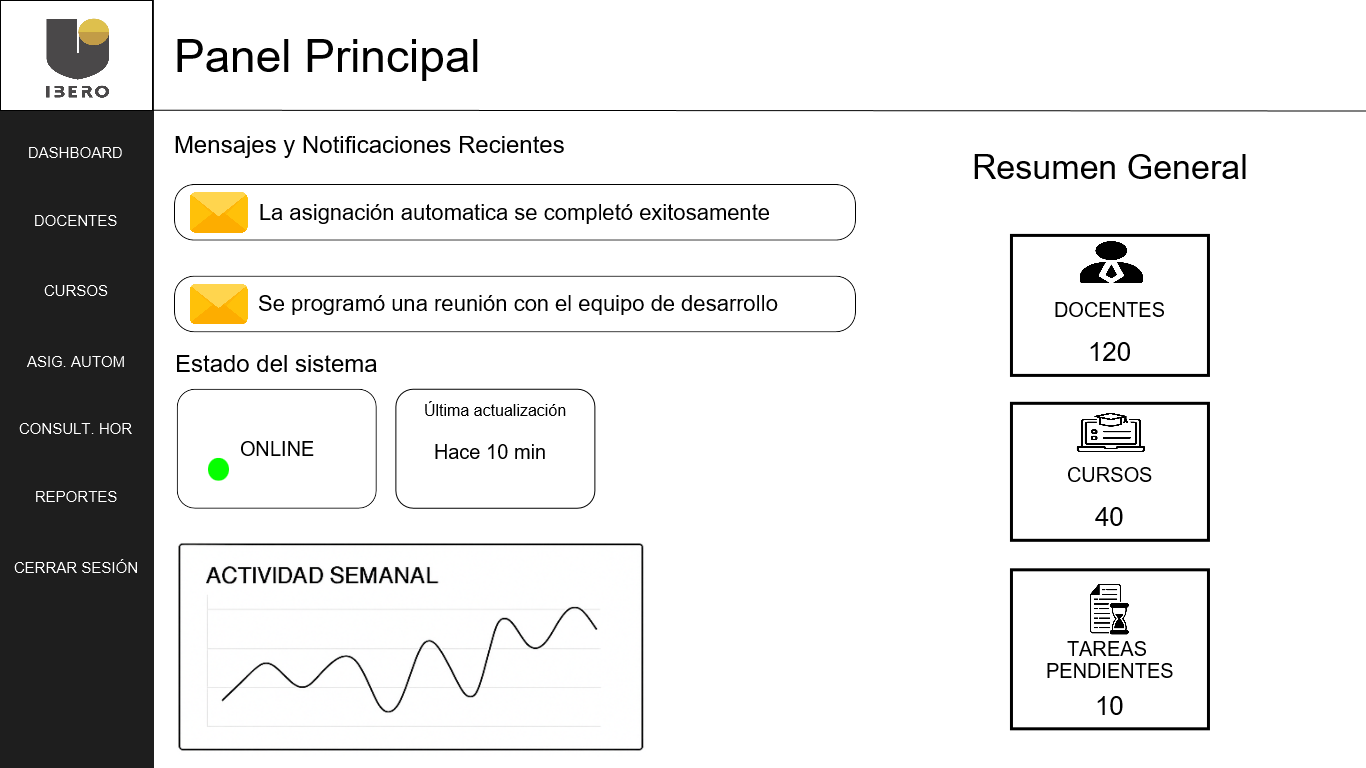 IBERO
Panel Principal
DASHBOARD
DOCENTES
CURSOS
ASIG. AUTOM
CONSULT. HOR
REPORTES
CERRAR SESIÓN
Mensajes y Notificaciones Recientes
La asignación automatica se completó exitosamente
Se programó una reunión con el equipo de desarrollo
Estado del sistema
ONLINE
Última actualización
Hace 10 min
ACTIVIDAD SEMANAL
Resumen General
DOCENTES
120
CURSOS
40
TAREAS
PENDIENTES
10